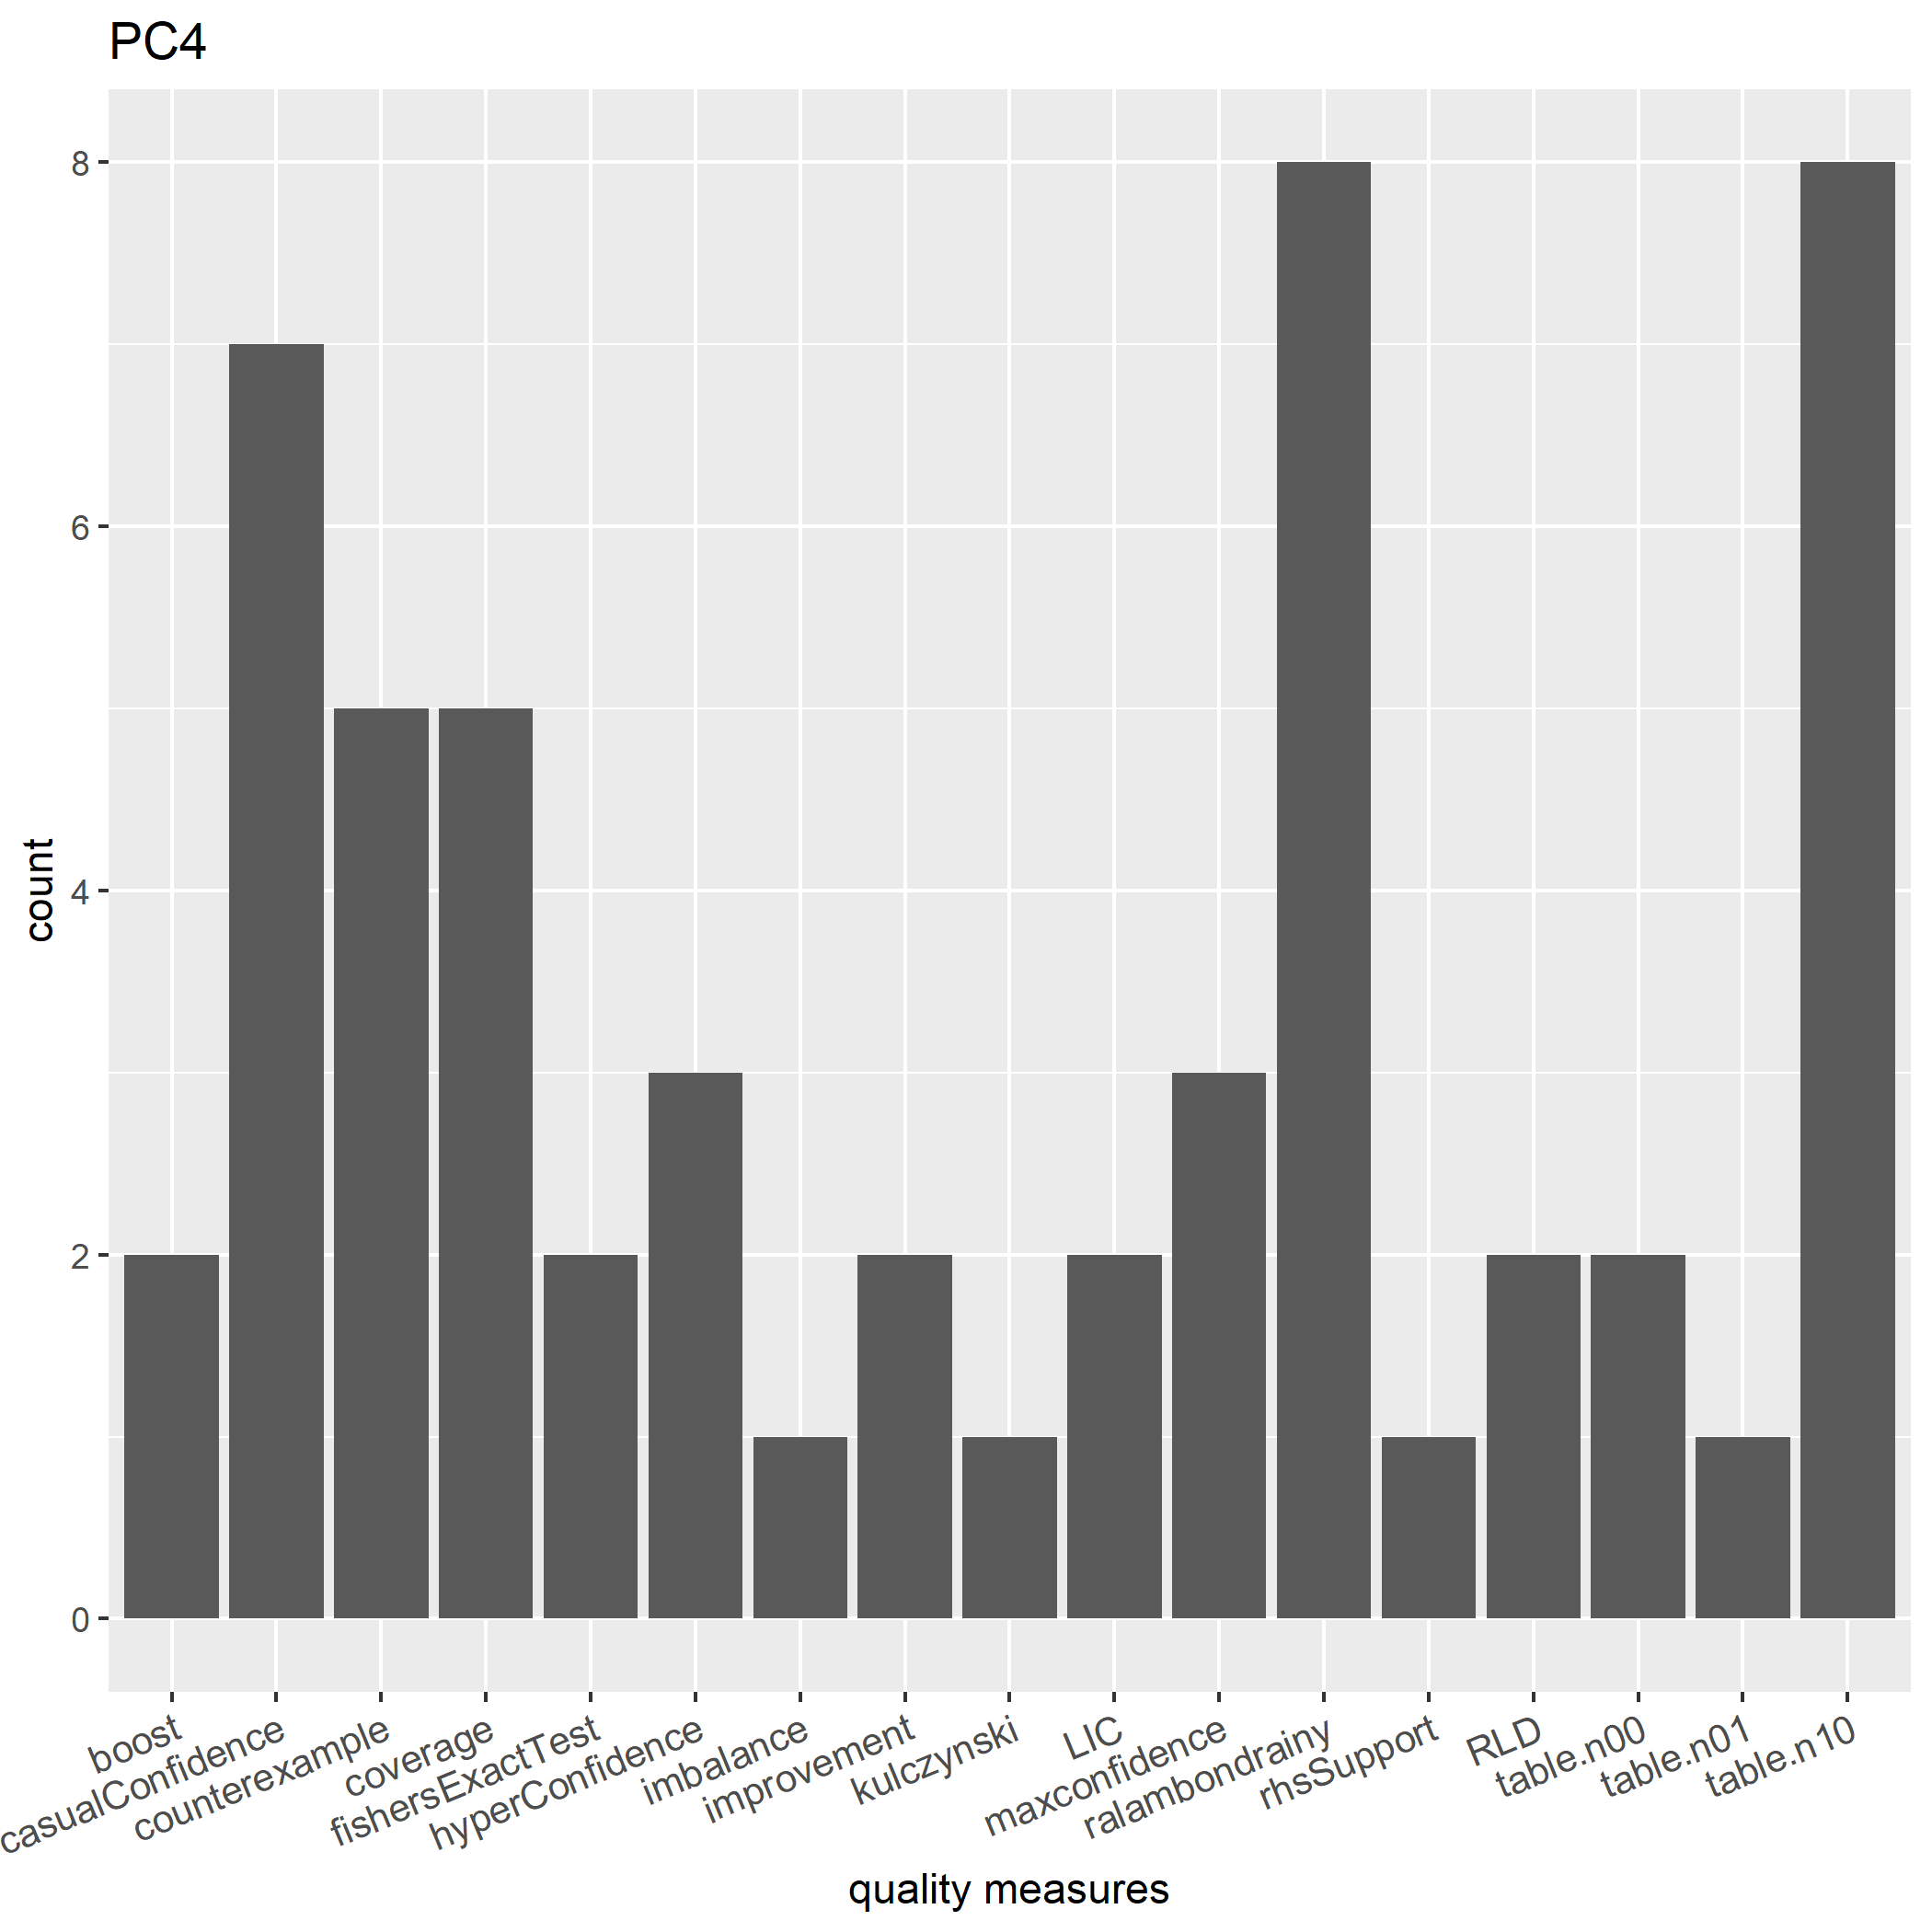 PC4
count
8
6
4
2
0
boost
casualConfidence
counterexample
coverage
fishersExactTest
hyperConfidence
imbalance
improvement
kulczynski
LIC
maxconfidence
ralambondrainy
rhsSupport
RLD
table.n00
table.n01
table.n10
quality measures